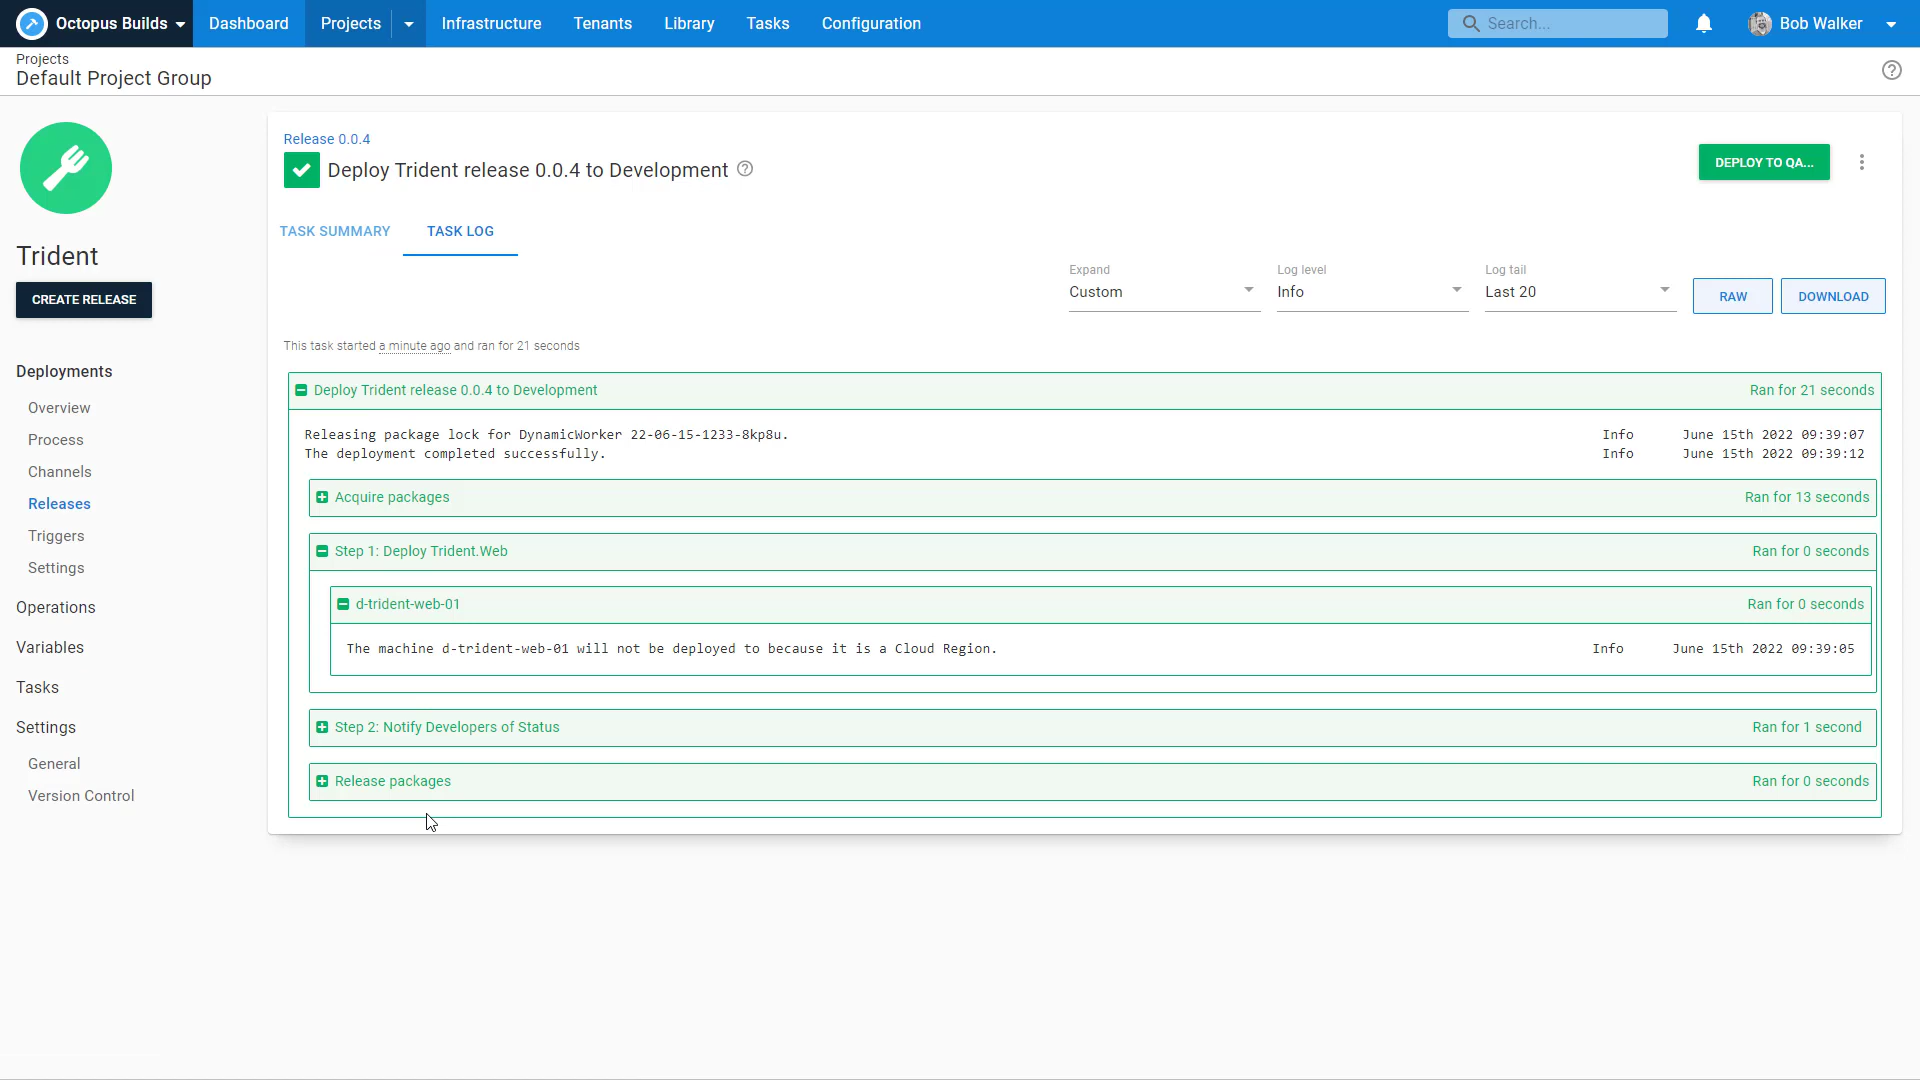 Octopus Builds
Dashboard
Projects
Infrastructure
Tenants
Library
Tasks
Configuration
Search...
Bob Walker
Projects
Default Project Group
Trident
CREATE RELEASE
Deployments
Overview
Process
Channels
Releases
Triggers
Settings
Operations
Variables
Tasks
Settings
General
Version Control
Release 0.0.4
Deploy Trident release 0.0.4 to Development
DEPLOY TO QA...
TASK SUMMARY
TASK LOG
Expand
Custom
Log level
Info
Log tail
Last 20
RAW
DOWNLOAD
This task started a minute ago and ran for 21 seconds
Deploy Trident release 0.0.4 to Development Ran for 21 seconds
Releasing package lock for DynamicWorker 22-06-15-1233-8kp8u. Info June 15th 2022 09:39:07
The deployment completed successfully. Info June 15th 2022 09:39:12
Acquire packages Ran for 13 seconds
Step 1: Deploy Trident.Web Ran for 0 seconds
d-trident-web-01 Ran for 0 seconds
The machine d-trident-web-01 will not be deployed to because it is a Cloud Region. Info June 15th 2022 09:39:05
Step 2: Notify Developers of Status Ran for 1 second
Release packages Ran for 0 seconds